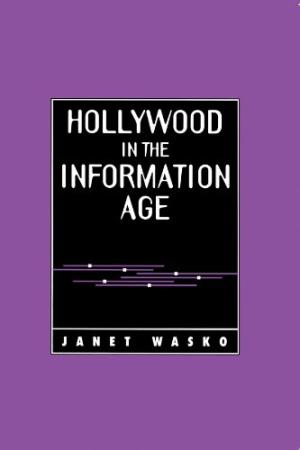 HOLLYWOOD
IN THE
INFORMATION
AGE
JANET WASKO